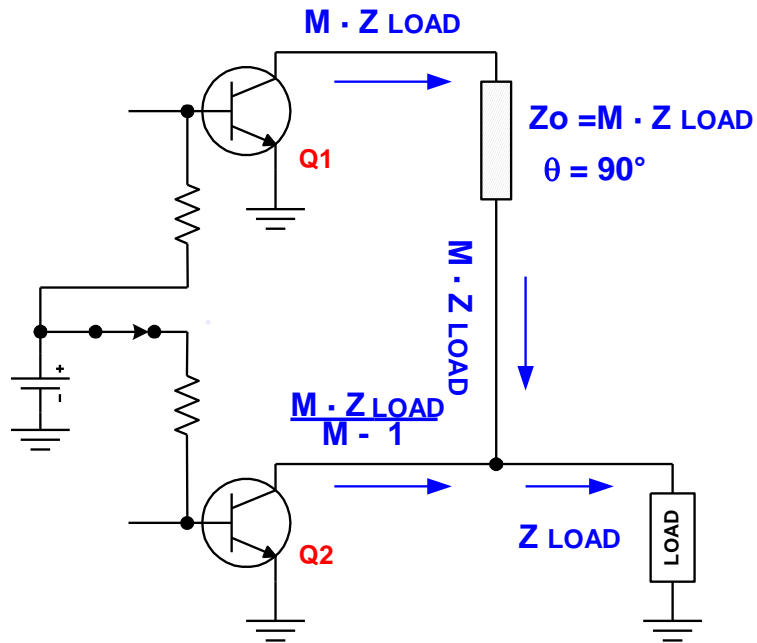 M · Z LOAD
Q1
Zo =M · Z LOAD
θ = 90°
M · Z LOAD
+
-
M · Z LOAD
M - 1
Q2
Z LOAD
LOAD